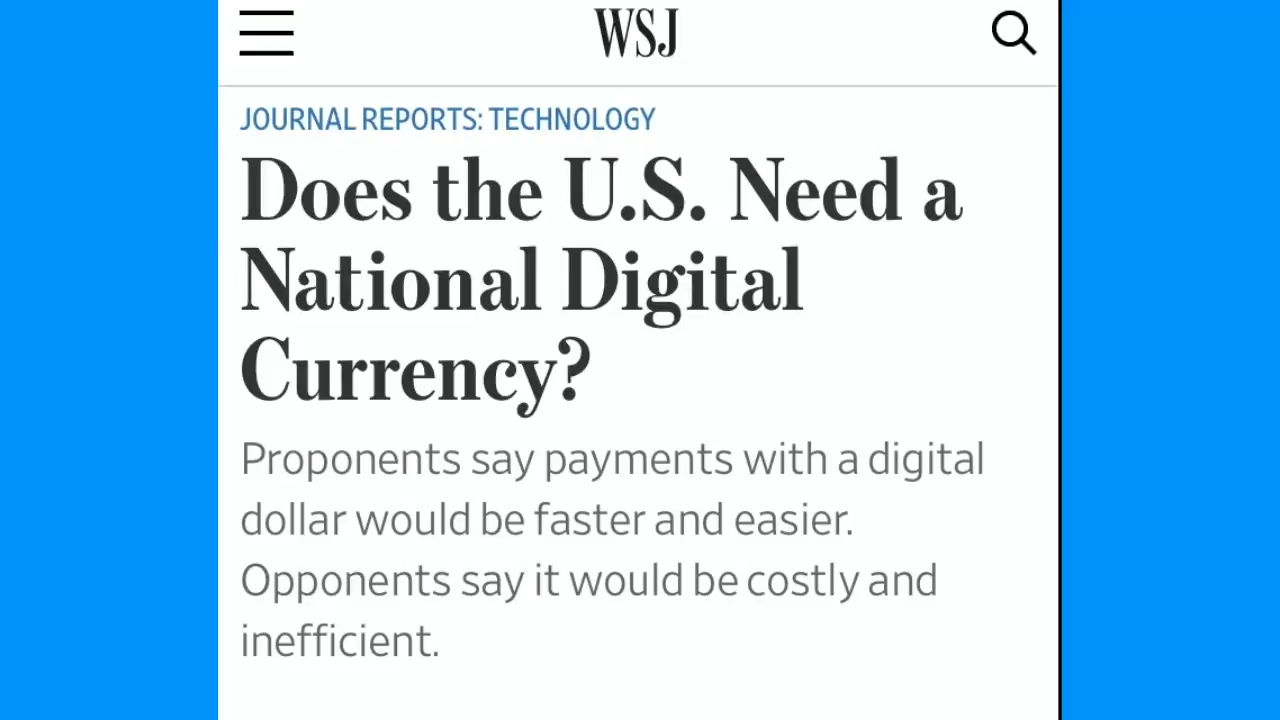 WSJ
JOURNAL REPORTS: TECHNOLOGY
Does the U.S. Need a
National Digital
Currency?
Proponents say payments with a digital
dollar would be faster and easier.
Opponents say it would be costly and
inefficient.